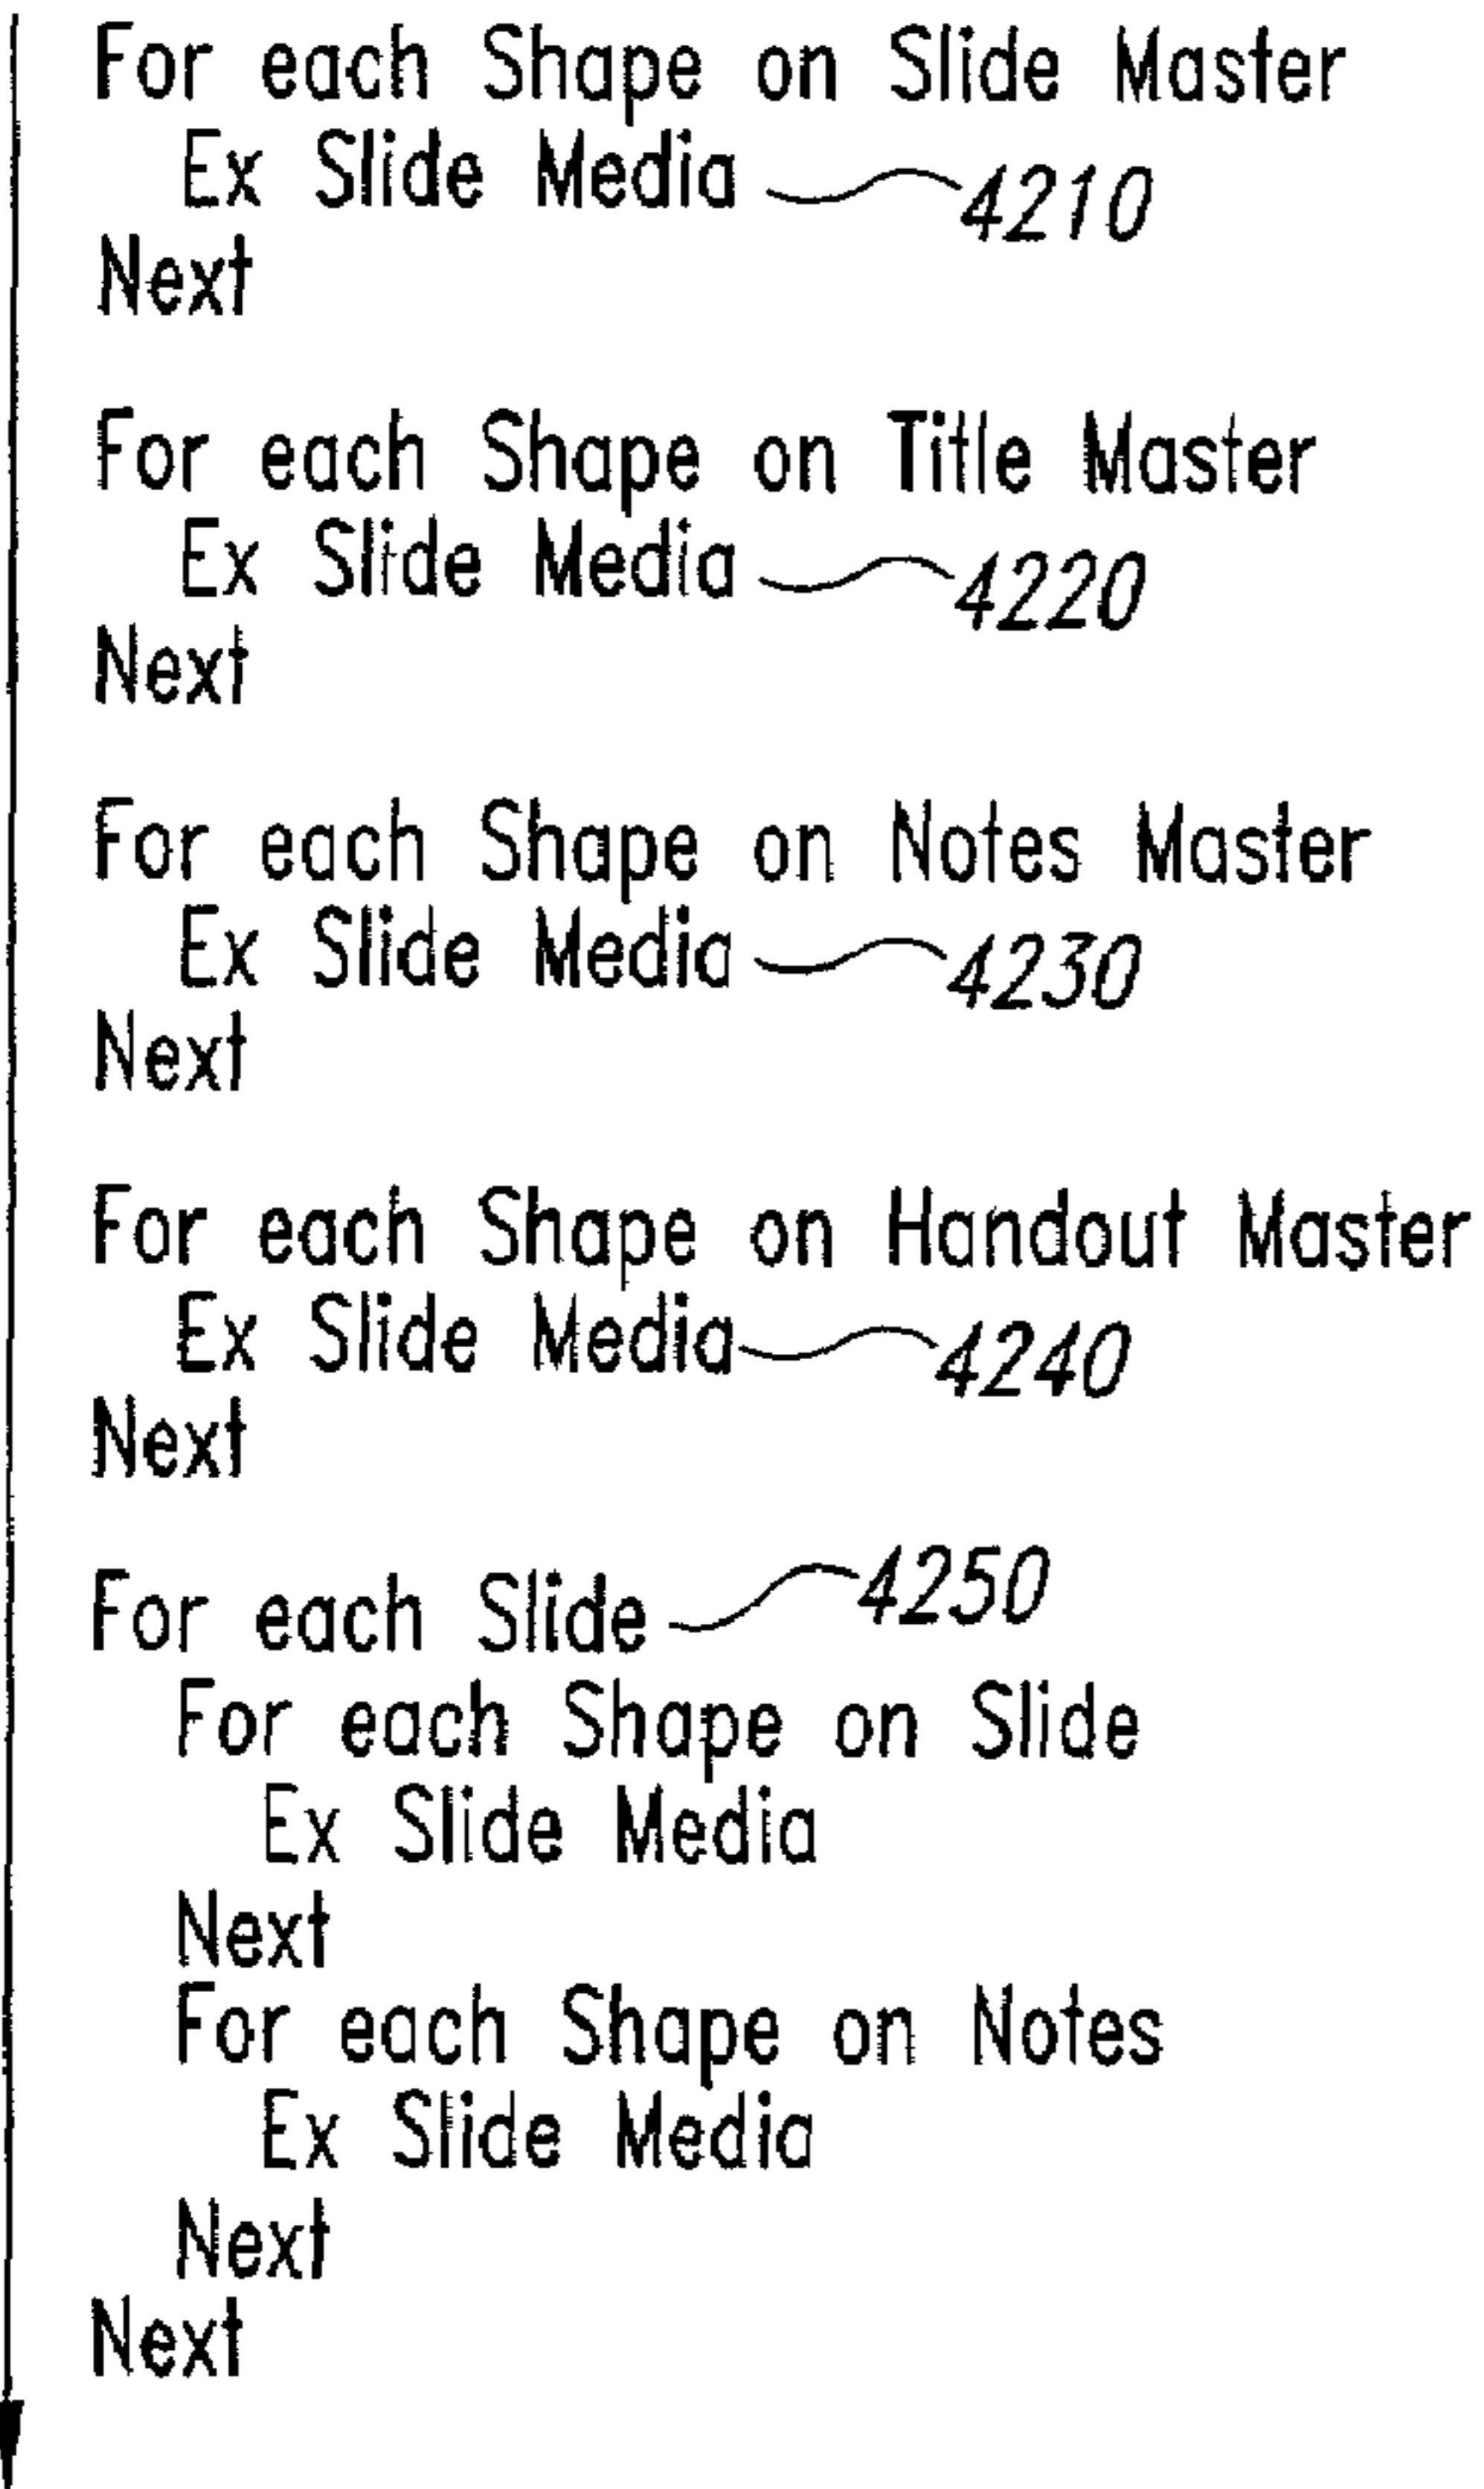 For each Shape on Slide Master
Ex Slide Media 4210
Next
For each Shape on Title Master
Ex Slide Media 4220
Next
For each Shape on Notes Master
Ex Slide Media 4230
Next
For each Shape on Handout Master
Ex Slide Media 4240
Next
For each Slide 4250
For each Shape on Slide
Ex Slide Media
Next
For each Shape on Notes
Ex Slide Media
Next
Next